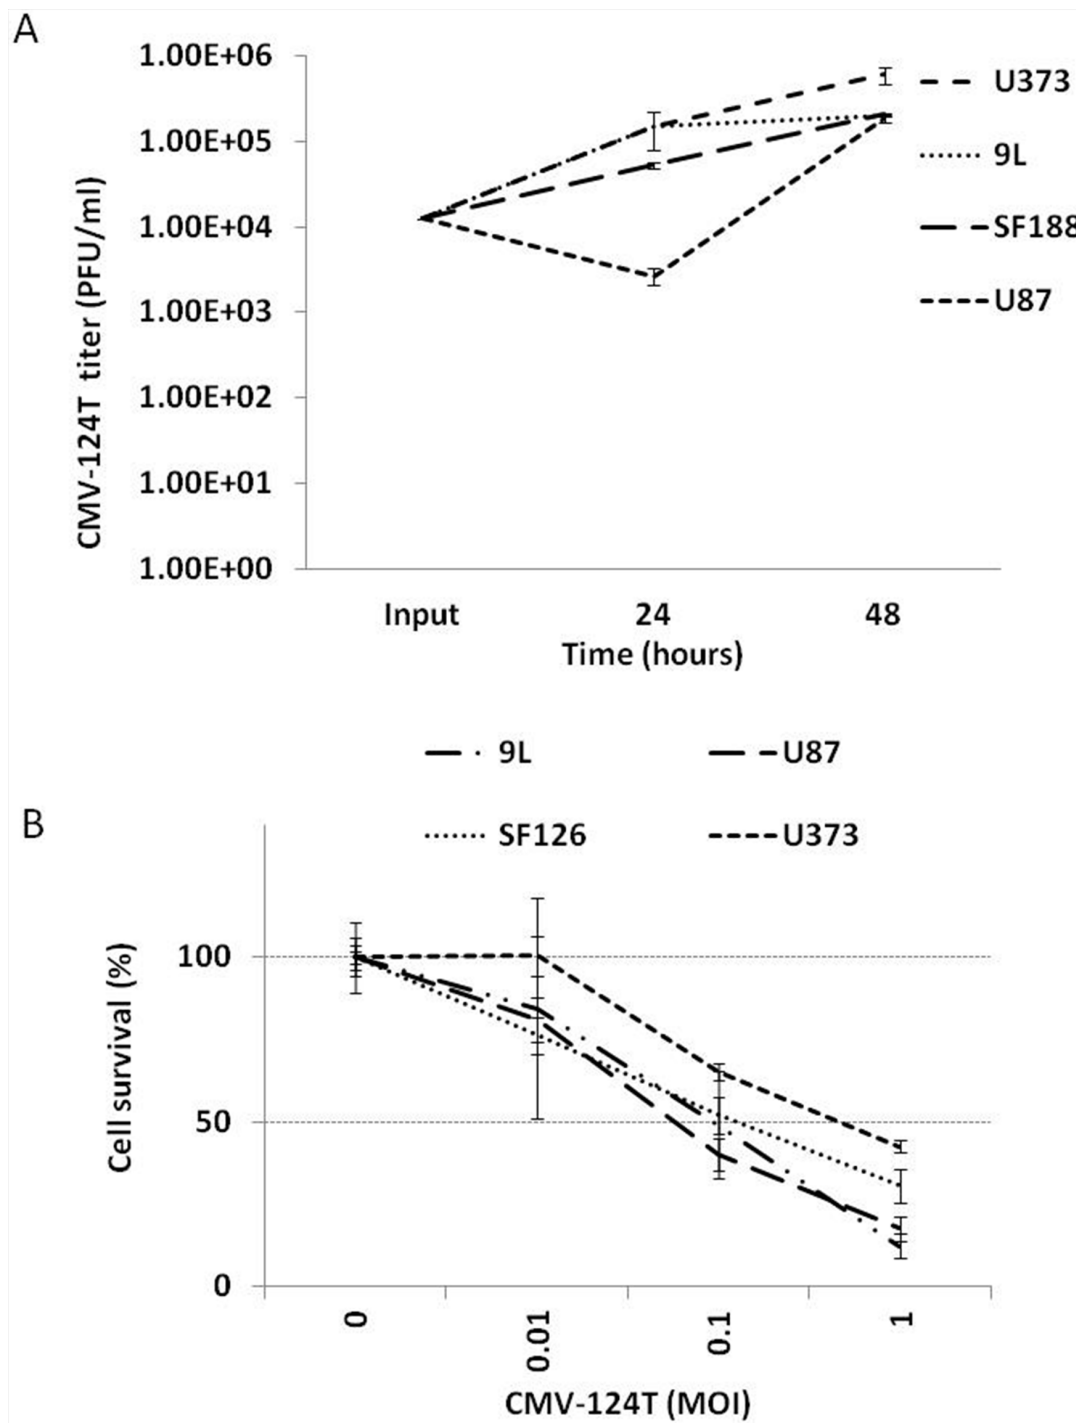 A
1.00E+06
1.00E+05
1.00E+04
1.00E+03
1.00E+02
1.00E+01
1.00E+00
CMV-124T titer (PFU/ml)
Input 24 48
Time (hours)
U373
9L
SF188
U87
B
9L U87
SF126 U373
100
50
0
Cell survival (%)
0 0.01 0.1 1
CMV-124T (MOI)